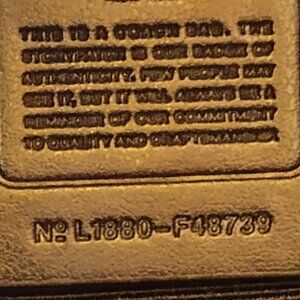 THIS IS A COACH BAG. THE
STORYPATCH IS OUR BADGE OF
AUTHENTICITY. FEW PEOPLE MAY
SEE IT, BUT IT WILL ALWAYS BE A
REMINDER OF OUR COMMITMENT
TO QUALITY AND CRAFTSMANSHIP.
Nº L1880-F48739